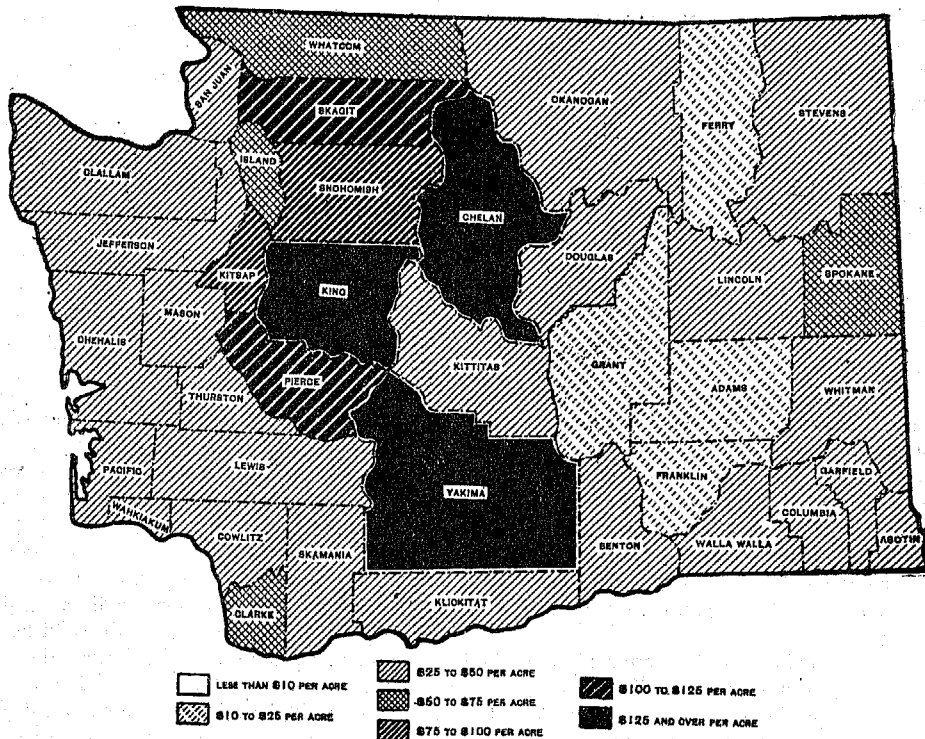 WHATCOM
SAN JUAN
SKAGIT
OKANOGAN
FERRY
STEVENS
ISLAND
CLALLAM
SNOHOMISH
CHELAN
JEFFERSON
DOUGLAS
KITSAP
LINCOLN
SPOKANE
KING
MASON
CHEHALIS
KITTITAS
GRANT
ADAMS
WHITMAN
PIERCE
THURSTON
LEWIS
PACIFIC
YAKIMA
FRANKLIN
GARFIELD
WAHKIAKUM
COLUMBIA
COWLITZ
SKAMANIA
BENTON
WALLA WALLA
ASOTIN
CLARKE
KLICKITAT
LESS THAN $10 PER ACRE
$10 TO $25 PER ACRE
$25 TO $50 PER ACRE
$50 TO $75 PER ACRE
$75 TO $100 PER ACRE
$100 TO $125 PER ACRE
$125 AND OVER PER ACRE